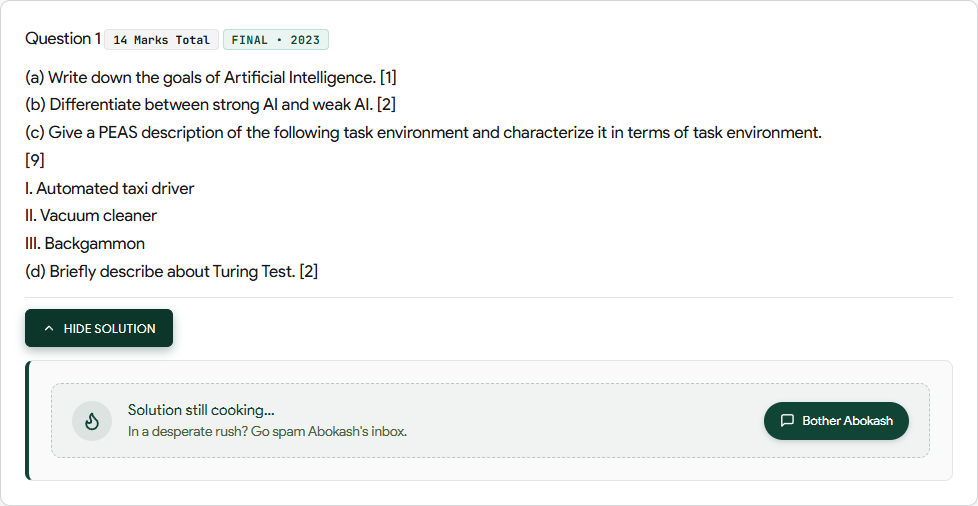 Question 1 14 Marks Total FINAL • 2023
(a) Write down the goals of Artificial Intelligence. [1]
(b) Differentiate between strong AI and weak AI. [2]
(c) Give a PEAS description of the following task environment and characterize it in terms of task environment.
[9]
I. Automated taxi driver
II. Vacuum cleaner
III. Backgammon
(d) Briefly describe about Turing Test. [2]
HIDE SOLUTION
Solution still cooking...
In a desperate rush? Go spam Abokash's inbox.
Bother Abokash